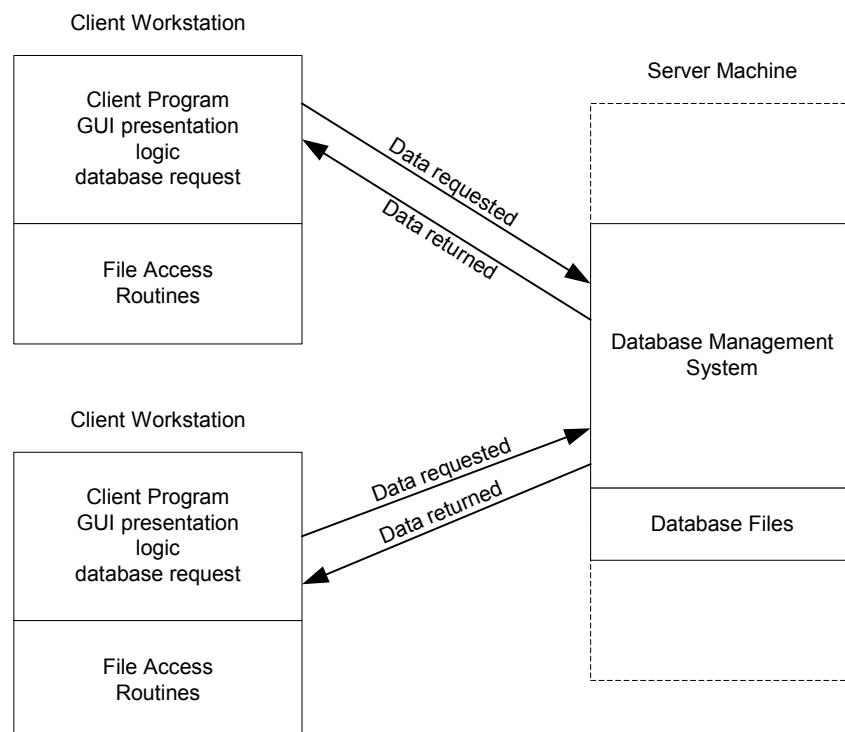 Client Workstation
Client Program
GUI presentation
logic
database request
File Access
Routines
Data requested
Data returned
Server Machine
Database Management
System
Database Files
Client Workstation
Client Program
GUI presentation
logic
database request
File Access
Routines
Data requested
Data returned